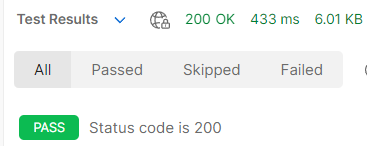 Test Results 200 OK 433 ms 6.01 KB
All Passed Skipped Failed
PASS Status code is 200